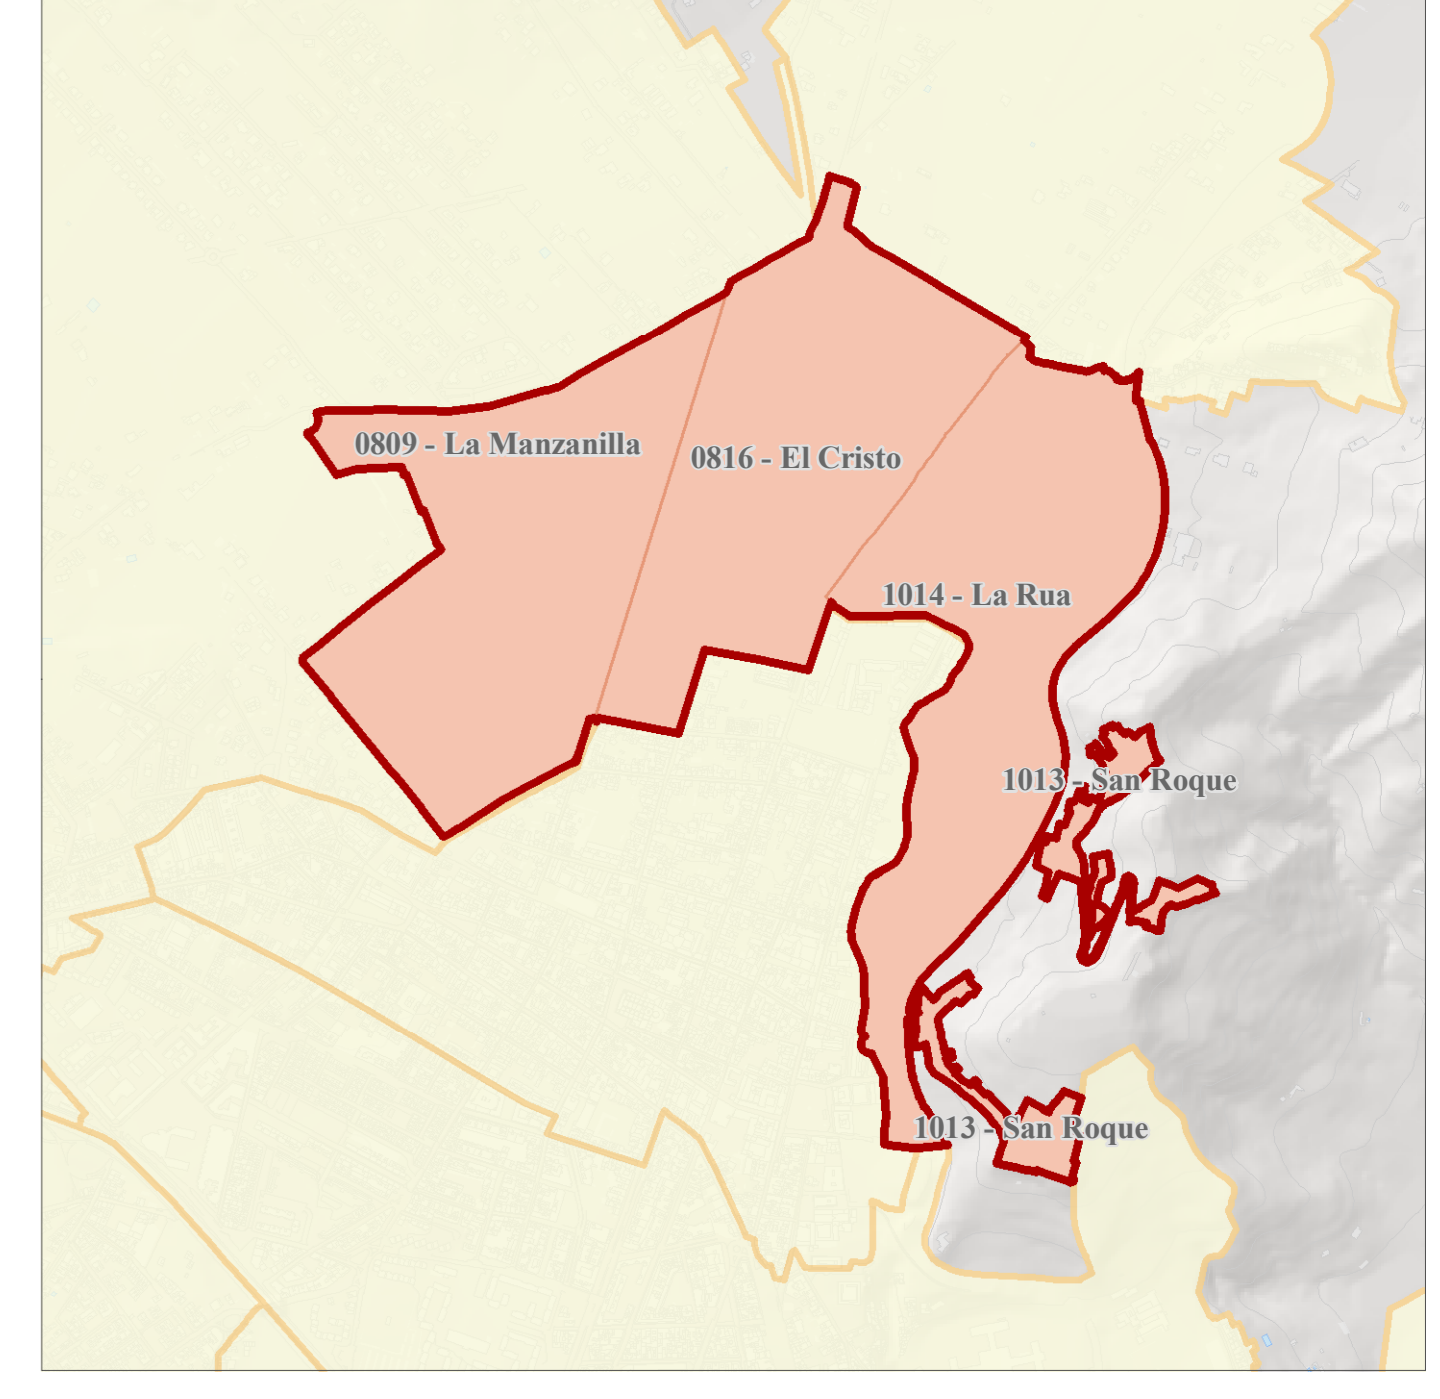 0809 - La Manzanilla
0816 - El Cristo
1014 - La Rua
1013 - San Roque
1013 - San Roque